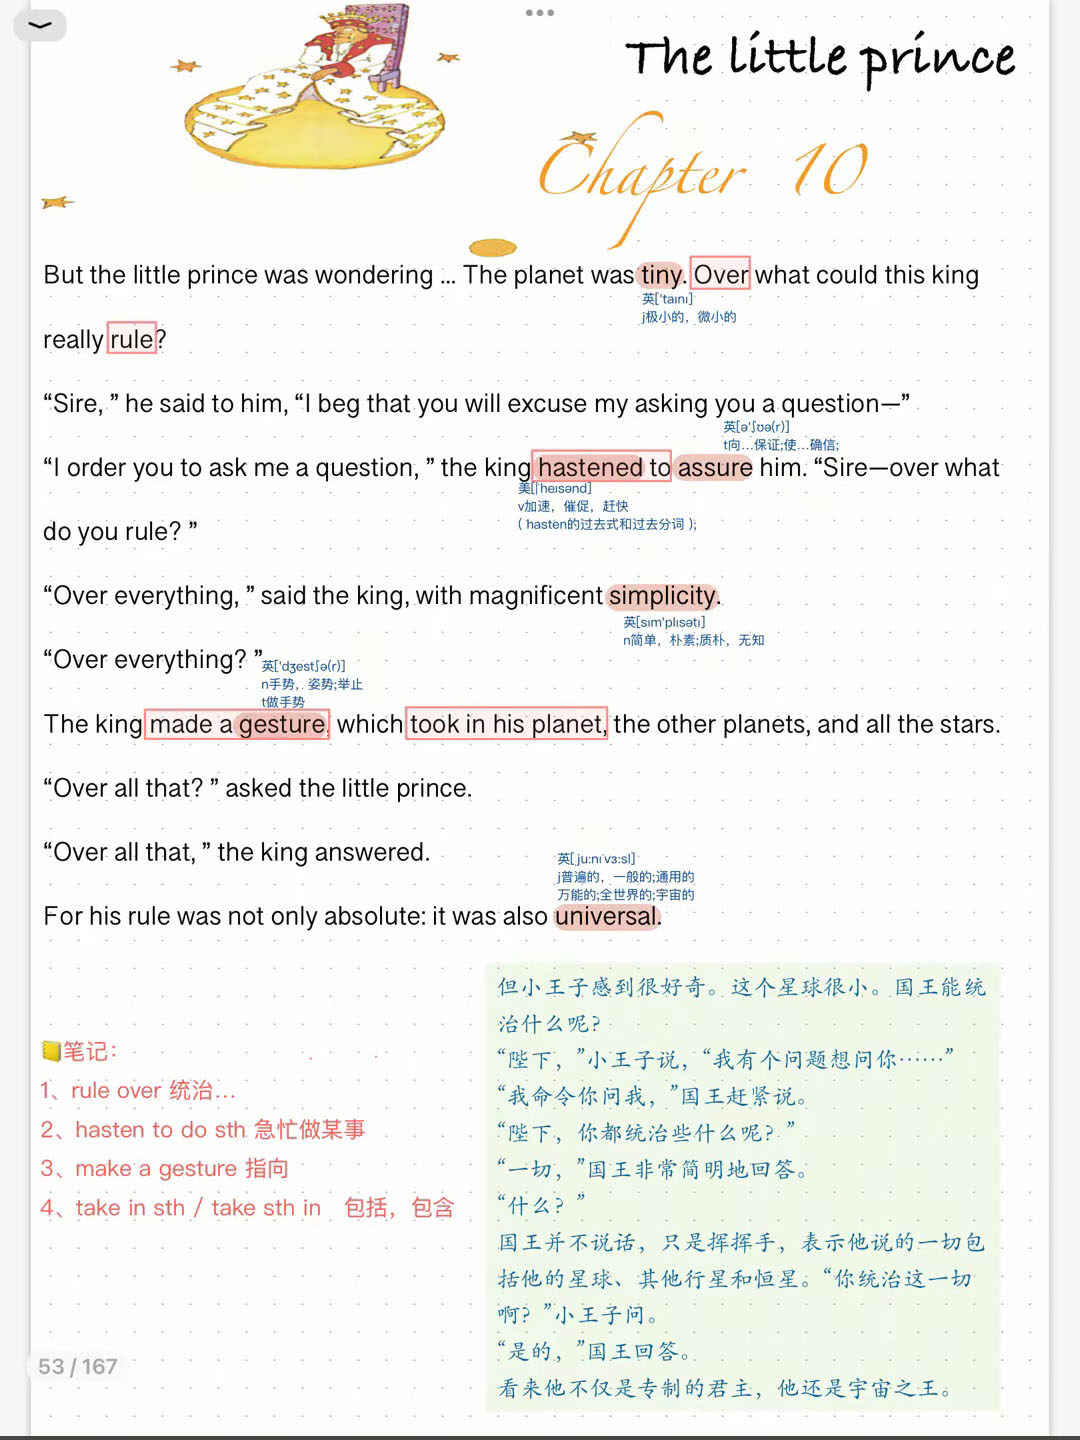 The little prince
Chapter 10
But the little prince was wondering ... The planet was tiny. Over what could this king
英['taɪnɪ]
j极小的，微小的
really rule?
“Sire, ” he said to him, “I beg that you will excuse my asking you a question—”
英[ə'ʃʊə(r)]
t向…保证;使…确信;
“I order you to ask me a question, ” the king hastened to assure him. “Sire—over what
美['heɪsənd]
v加速，催促，赶快
( hasten的过去式和过去分词 );
do you rule? ”
“Over everything, ” said the king, with magnificent simplicity.
英[sɪm'plɪsətɪ]
n简单，朴素;质朴，无知
“Over everything? ”
英['dʒestʃə(r)]
n手势，姿势;举止
t做手势
The king made a gesture, which took in his planet, the other planets, and all the stars.
“Over all that? ” asked the little prince.
“Over all that, ” the king answered.
英[ˌju:nɪ'vɜ:sl]
j普遍的，一般的;通用的
万能的;全世界的;宇宙的
For his rule was not only absolute: it was also universal.
笔记：
1、rule over 统治...
2、hasten to do sth 急忙做某事
3、make a gesture 指向
4、take in sth / take sth in 包括，包含
但小王子感到很好奇。这个星球很小。国王能统
治什么呢？
“陛下，”小王子说，“我有个问题想问你……”
“我命令你问我，”国王赶紧说。
“陛下，你都统治些什么呢？”
“一切，”国王非常简明地回答。
“什么？”
国王并不说话，只是挥挥手，表示他说的一切包
括他的星球、其他行星和恒星。“你统治这一切
啊？”小王子问。
“是的，”国王回答。
看来他不仅是专制的君主，他还是宇宙之王。
53 / 167